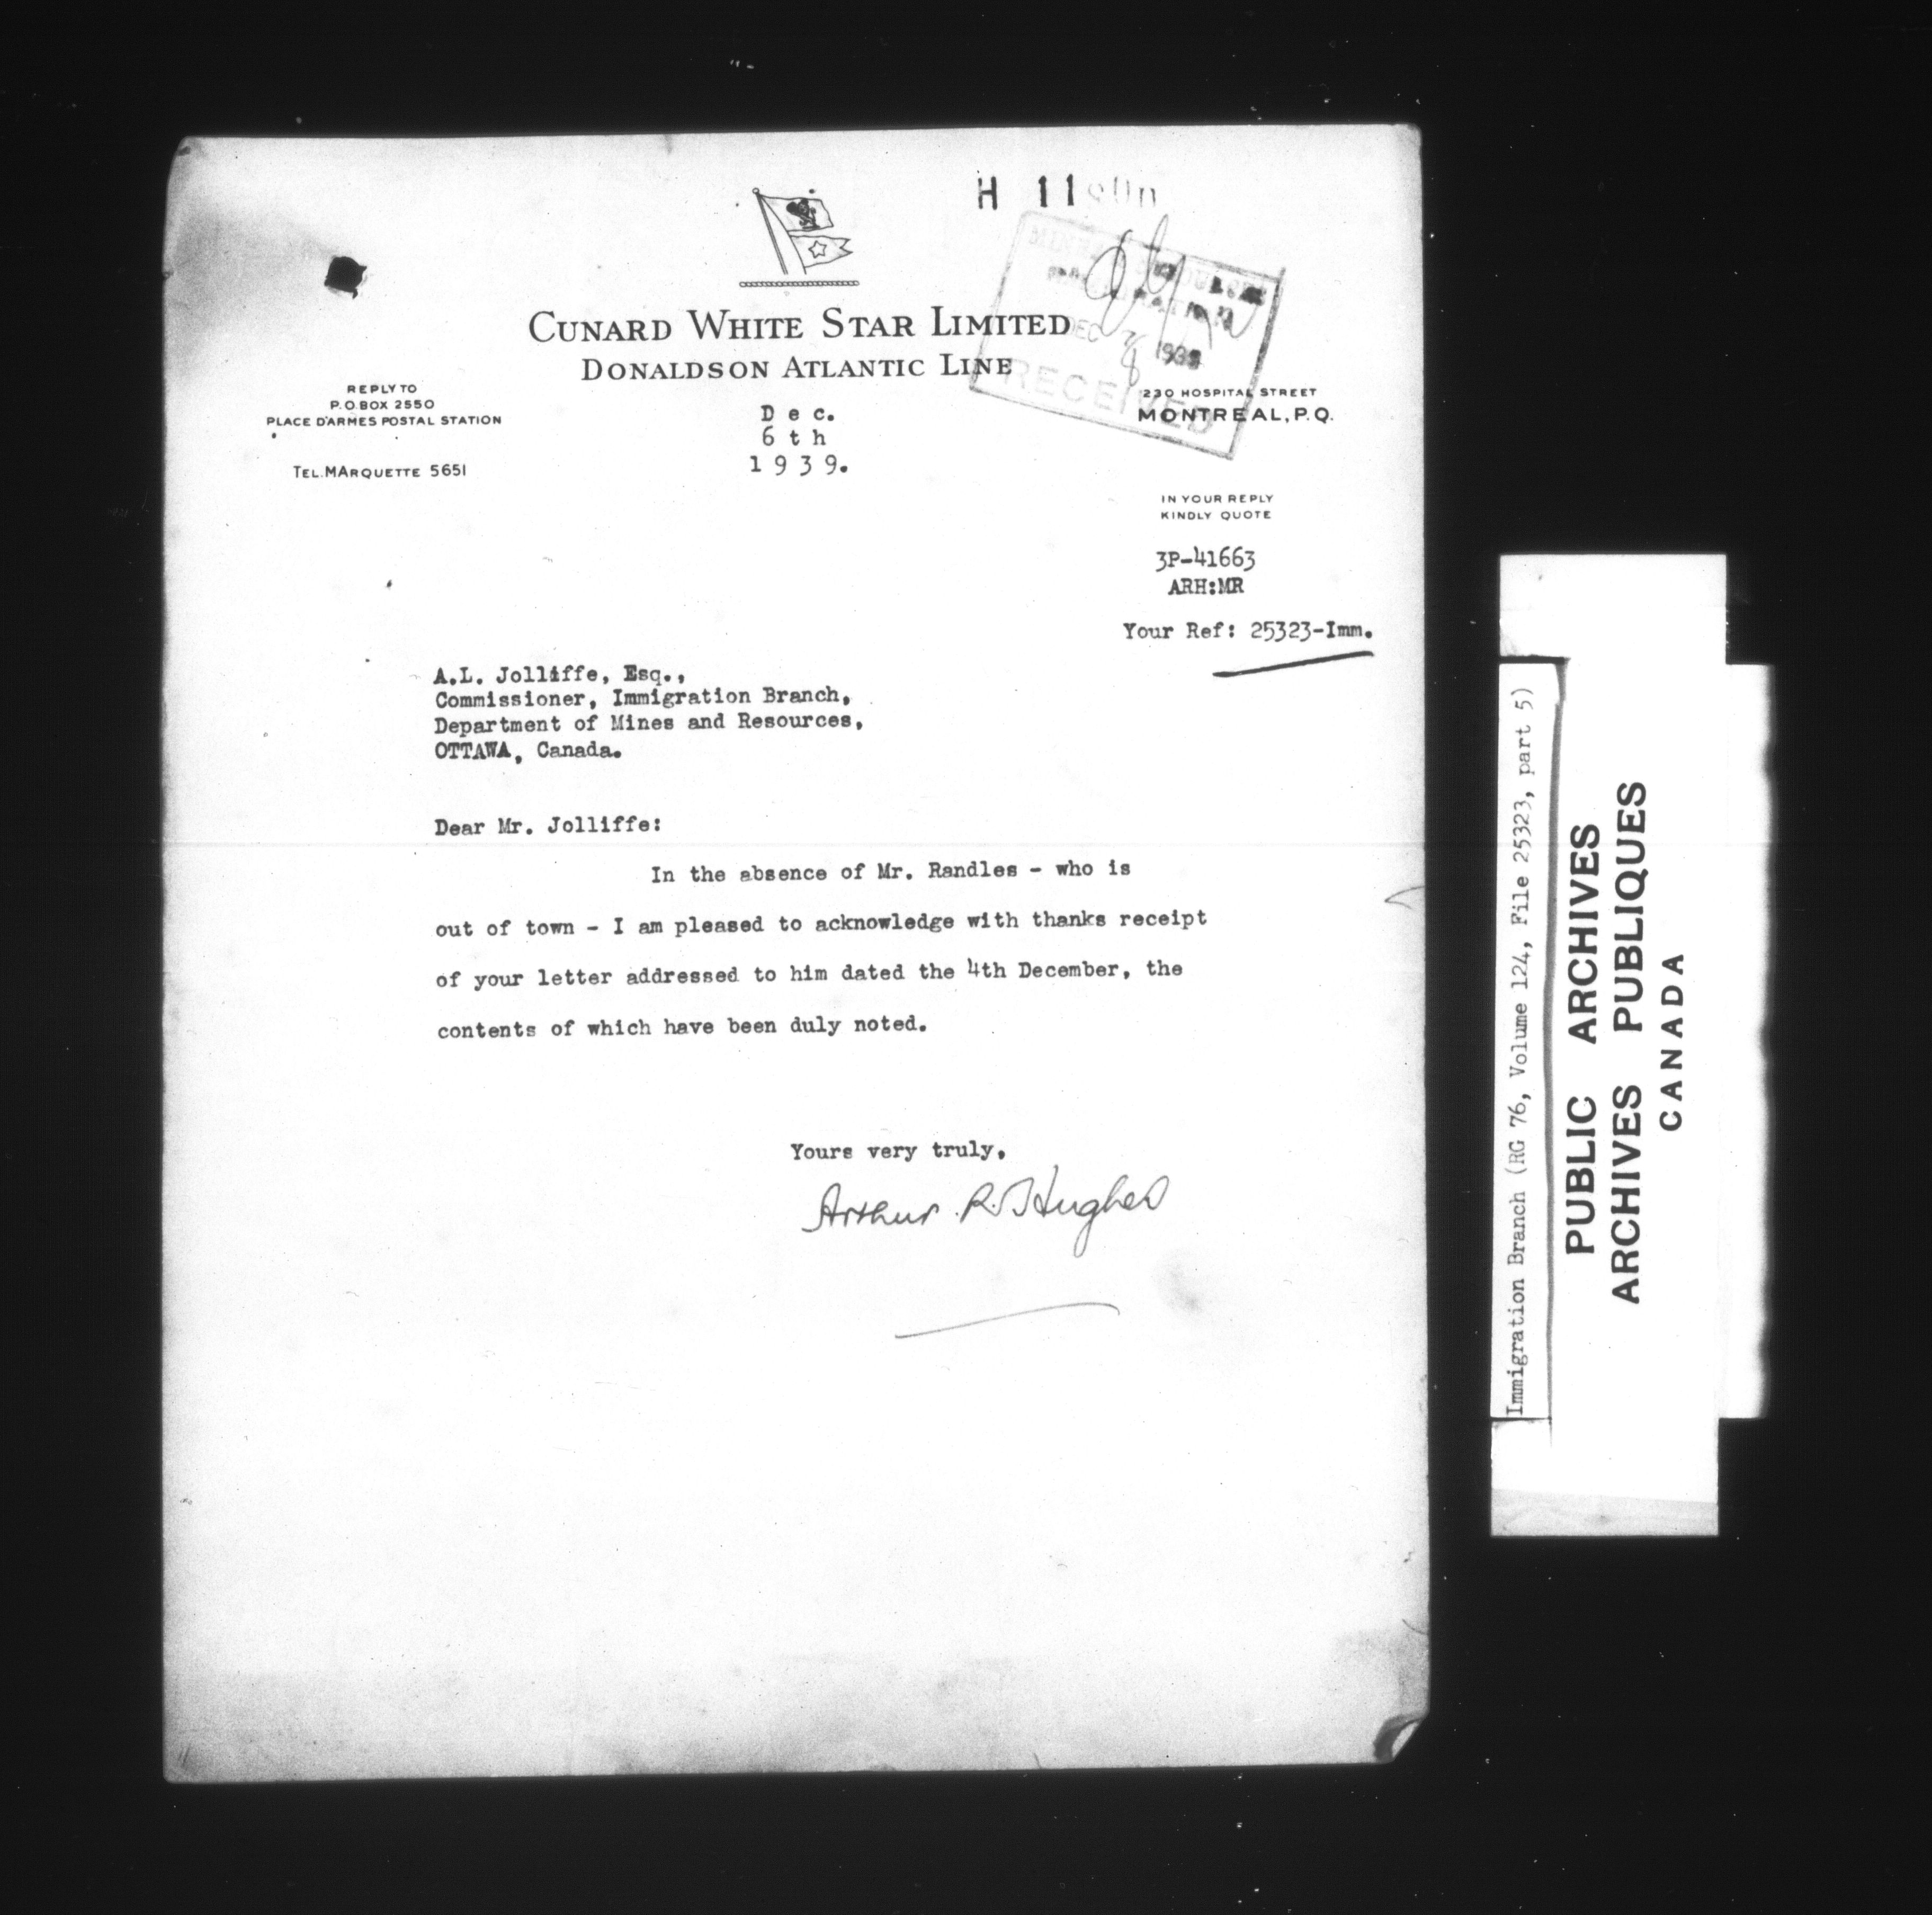 H 11
CUNARD WHITE STAR LIMITED
DONALDSON ATLANTIC LINE
REPLY TO
P.O BOX 2550
PLACE D'ARMES POSTAL STATION
TEL. MARQUETTE 5651
Dec.
6th
1939.
DEC 1939
RECEIVED
230 HOSPITAL STREET
MONTREAL, P.Q.
IN YOUR REPLY
KINDLY QUOTE
3P-41663
ARH:MR
Your Ref: 25323-Imm.
A.L. Jolliffe, Esq.,
Commissioner, Immigration Branch,
Department of Mines and Resources,
OTTAWA, Canada.
Dear Mr. Jolliffe:
In the absence of Mr. Randles - who is
out of town - I am pleased to acknowledge with thanks receipt
of your letter addressed to him dated the 4th December, the
contents of which have been duly noted.
Yours very truly,
Arthur R. Hughes
Immigration Branch (RG 76, Volume 124, File 25323, part 5)
PUBLIC ARCHIVES
ARCHIVES PUBLIQUES
CANADA